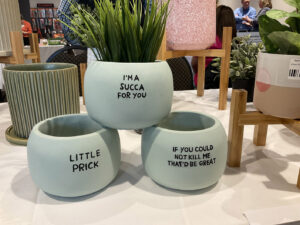 I'M A
SUCCA
FOR YOU
LITTLE
PRICK
IF YOU COULD
NOT KILL ME
THAT'D BE GREAT